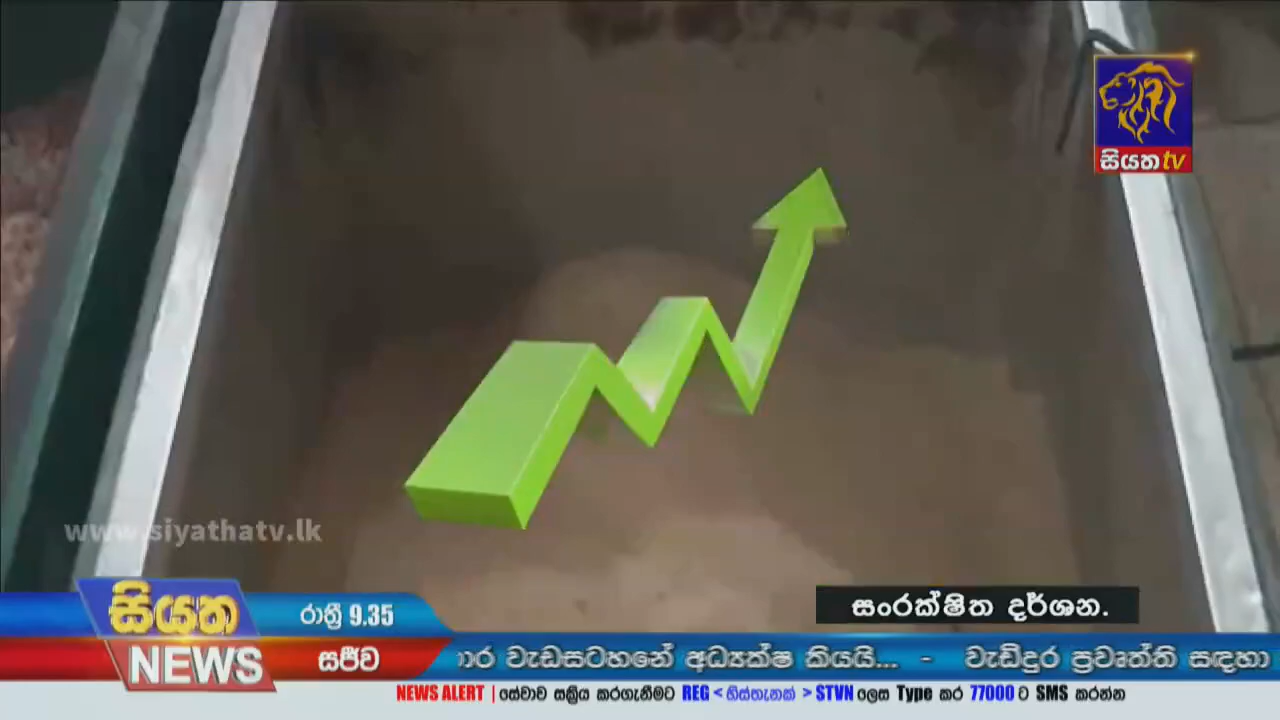 සියත tv
www.siyathatv.lk
සංරක්ෂිත දර්ශන.
සියත
NEWS
රාත්‍රී 9.35
සජීව
වැඩසටහනේ අධ්‍යක්ෂ කියයි... - වැඩිදුර ප්‍රවෘත්ති සඳහා
NEWS ALERT | සේවාව සක්‍රිය කරගැනීමට REG < හිස්තැනක් > STVN ලෙස Type කර 77000 ට SMS කරන්න